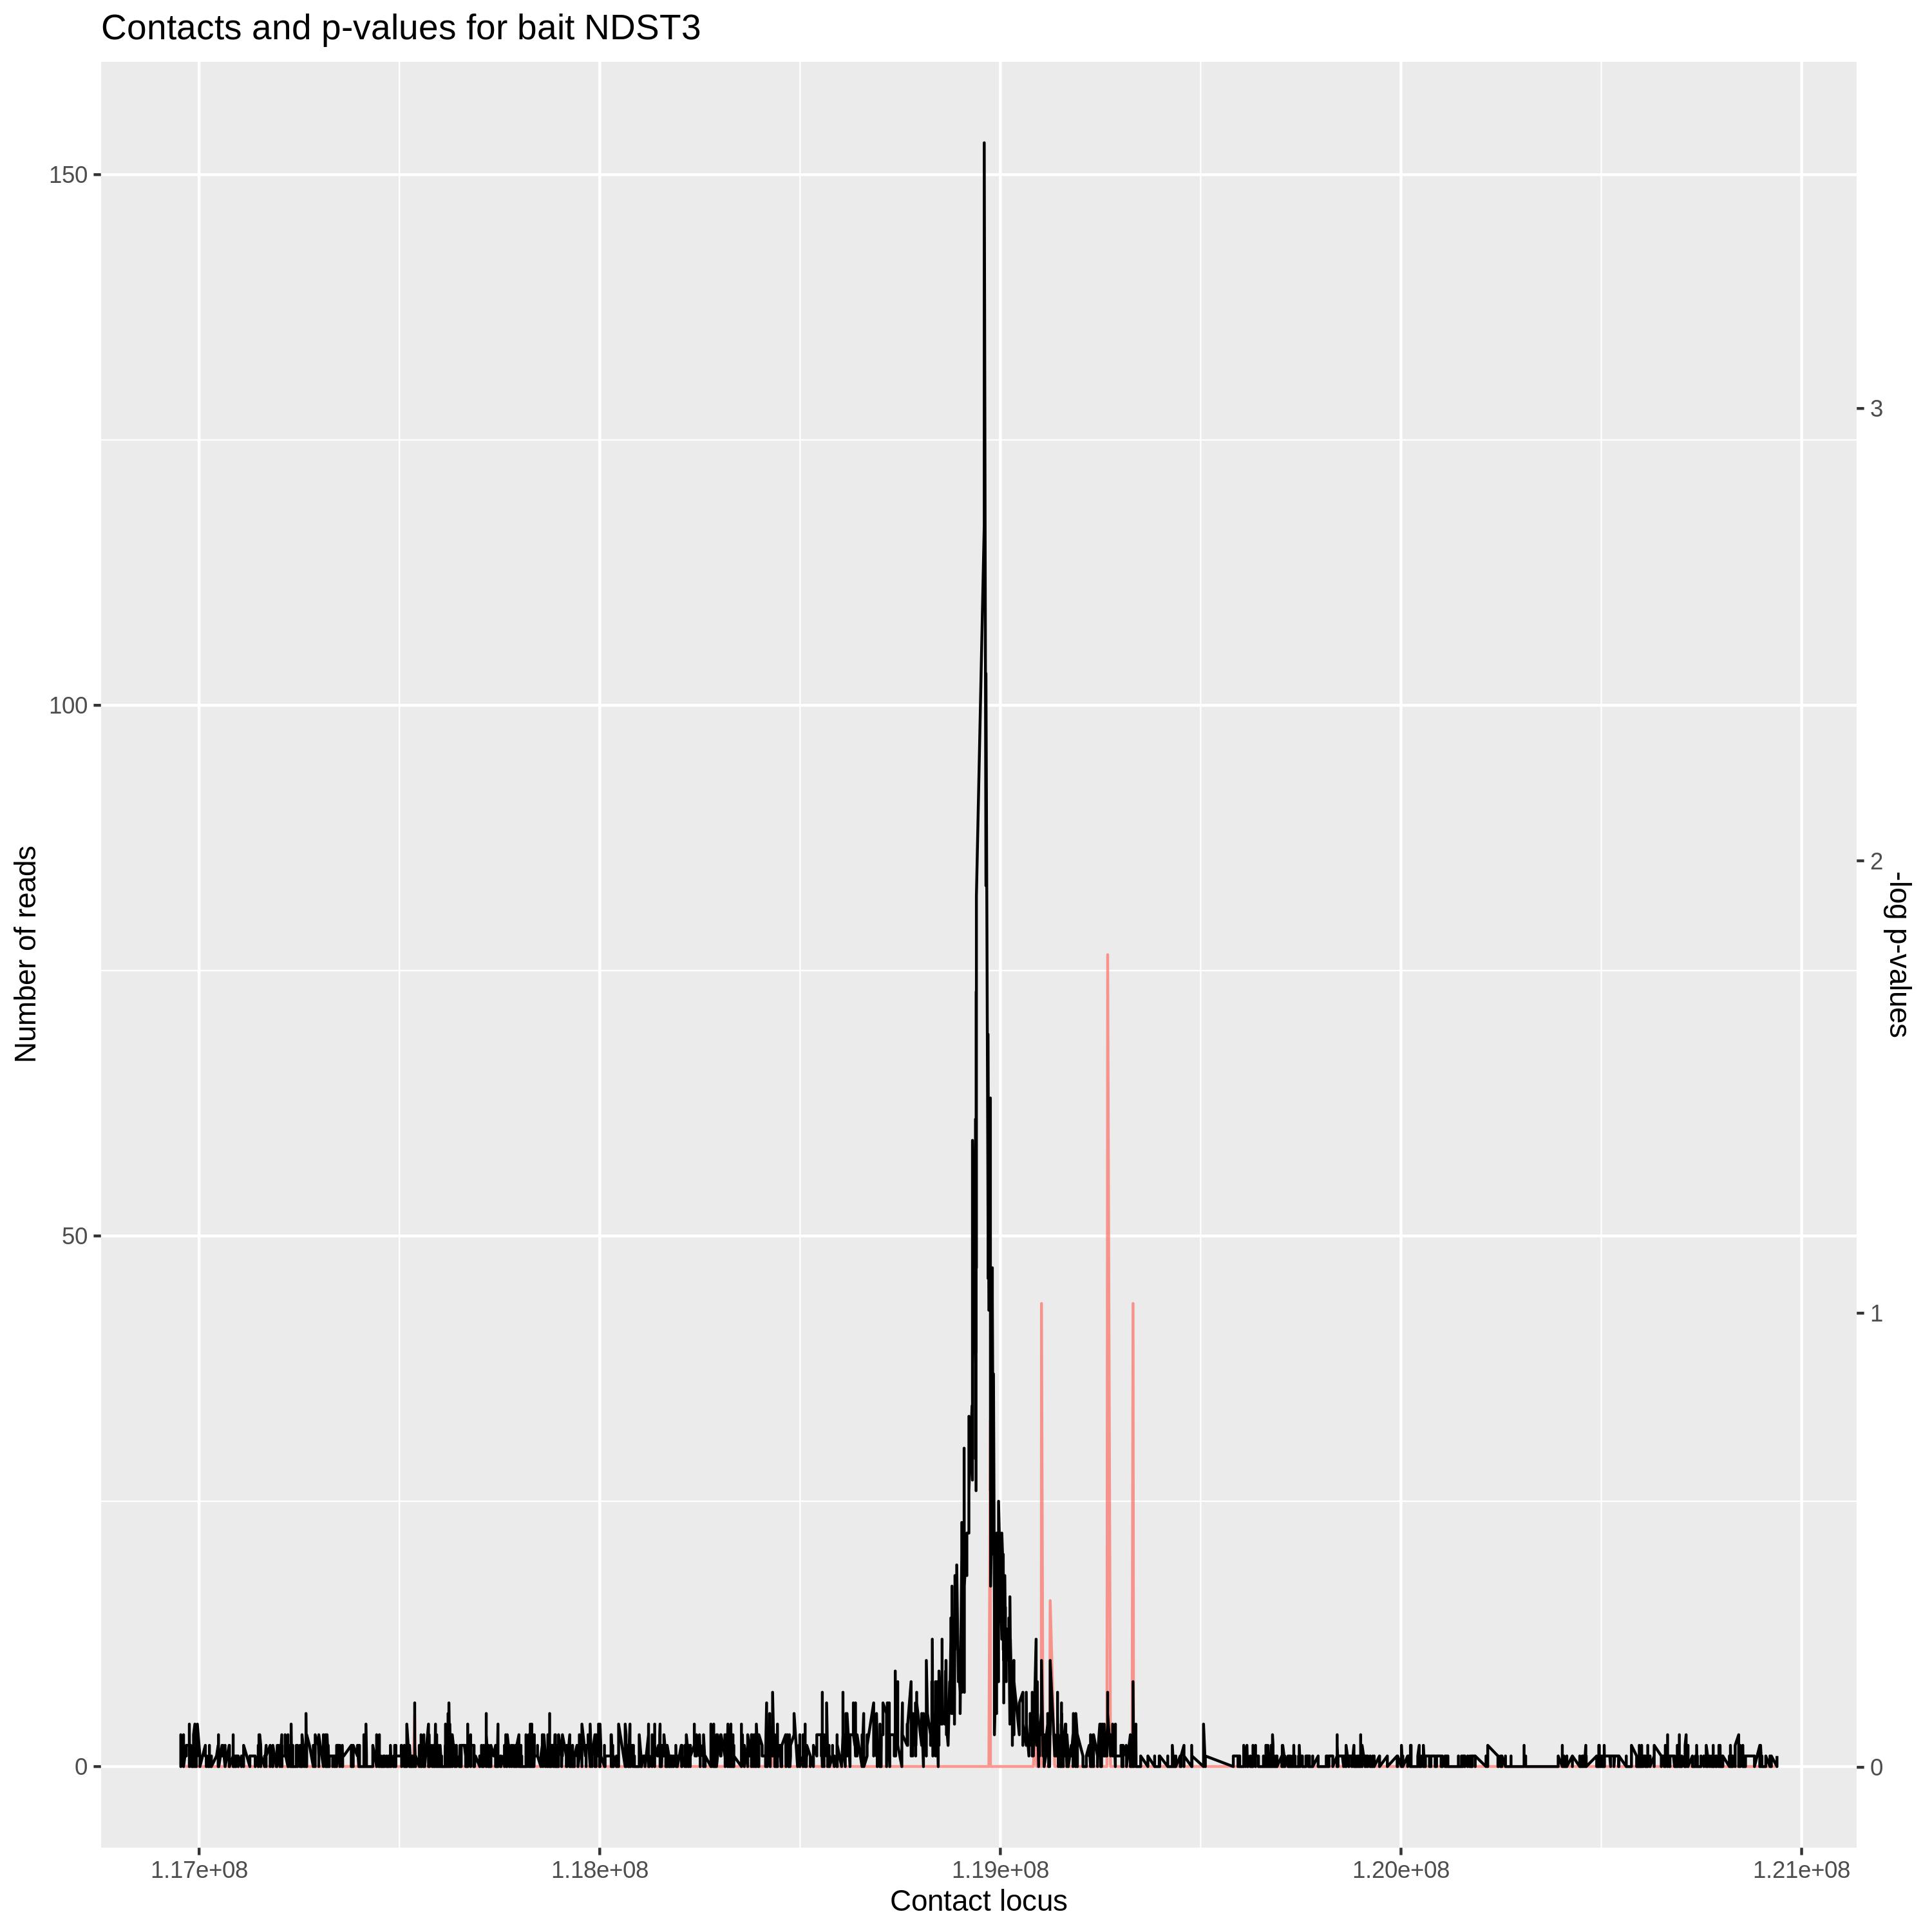 Contacts and p-values for bait NDST3
150
100
50
0
Number of reads
3
2
1
0
-log p-values
1.17e+08 1.18e+08 1.19e+08 1.20e+08 1.21e+08
Contact locus